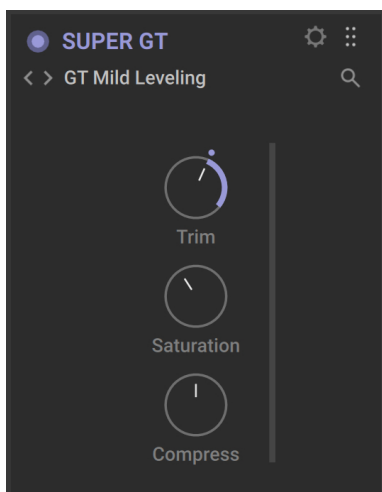 SUPER GT
GT Mild Leveling
Trim
Saturation
Compress